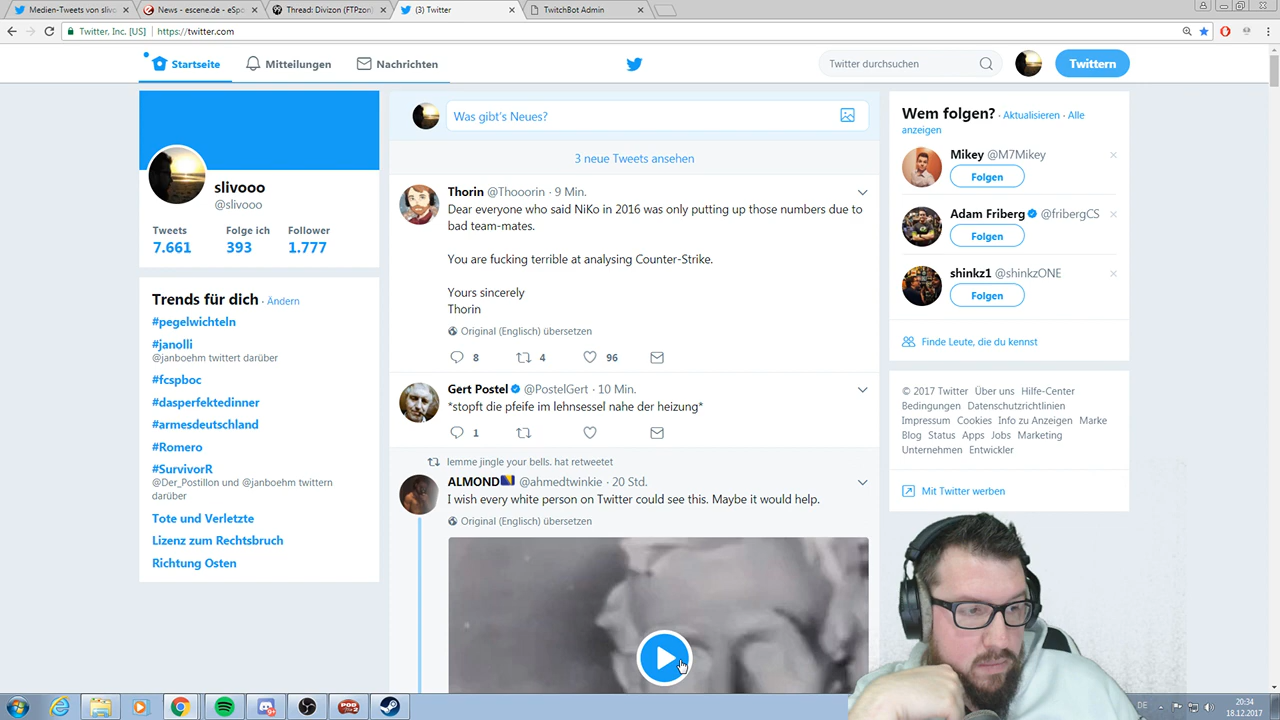 Medien-Tweets von slivo
News - escene.de - eSpo
Thread: Divizon (FTPzon)
(3) Twitter
TwitchBot Admin
Twitter, Inc. [US]
https://twitter.com
Startseite
Mitteilungen
Nachrichten
Twitter durchsuchen
Twittern
slivooo
@slivooo
Tweets Folge ich Follower
7.661 393 1.777
Trends für dich · Ändern
#pegelwichteln
#janolli
@janboehm twittert darüber
#fcspboc
#dasperfektedinner
#armesdeutschland
#Romero
#SurvivorR
@Der_Postillon und @janboehm twittern
darüber
Tote und Verletzte
Lizenz zum Rechtsbruch
Richtung Osten
Was gibt's Neues?
3 neue Tweets ansehen
Thorin @Thooorin · 9 Min.
Dear everyone who said NiKo in 2016 was only putting up those numbers due to
bad team-mates.
You are fucking terrible at analysing Counter-Strike.
Yours sincerely
Thorin
Original (Englisch) übersetzen
8 4 96
Gert Postel @PostelGert · 10 Min.
*stopft die pfeife im lehnsessel nahe der heizung*
1
lemme jingle your bells. hat retweetet
ALMOND @ahmedtwinkie · 20 Std.
I wish every white person on Twitter could see this. Maybe it would help.
Original (Englisch) übersetzen
Wem folgen? · Aktualisieren · Alle
anzeigen
Mikey @M7Mikey
Folgen
Adam Friberg @fribergCS
Folgen
shinkz1 @shinkzONE
Folgen
Finde Leute, die du kennst
© 2017 Twitter Über uns Hilfe-Center
Bedingungen Datenschutzrichtlinien
Impressum Cookies Info zu Anzeigen Marke
Blog Status Apps Jobs Marketing
Unternehmen Entwickler
Mit Twitter werben
DE
20:34
18.12.2017